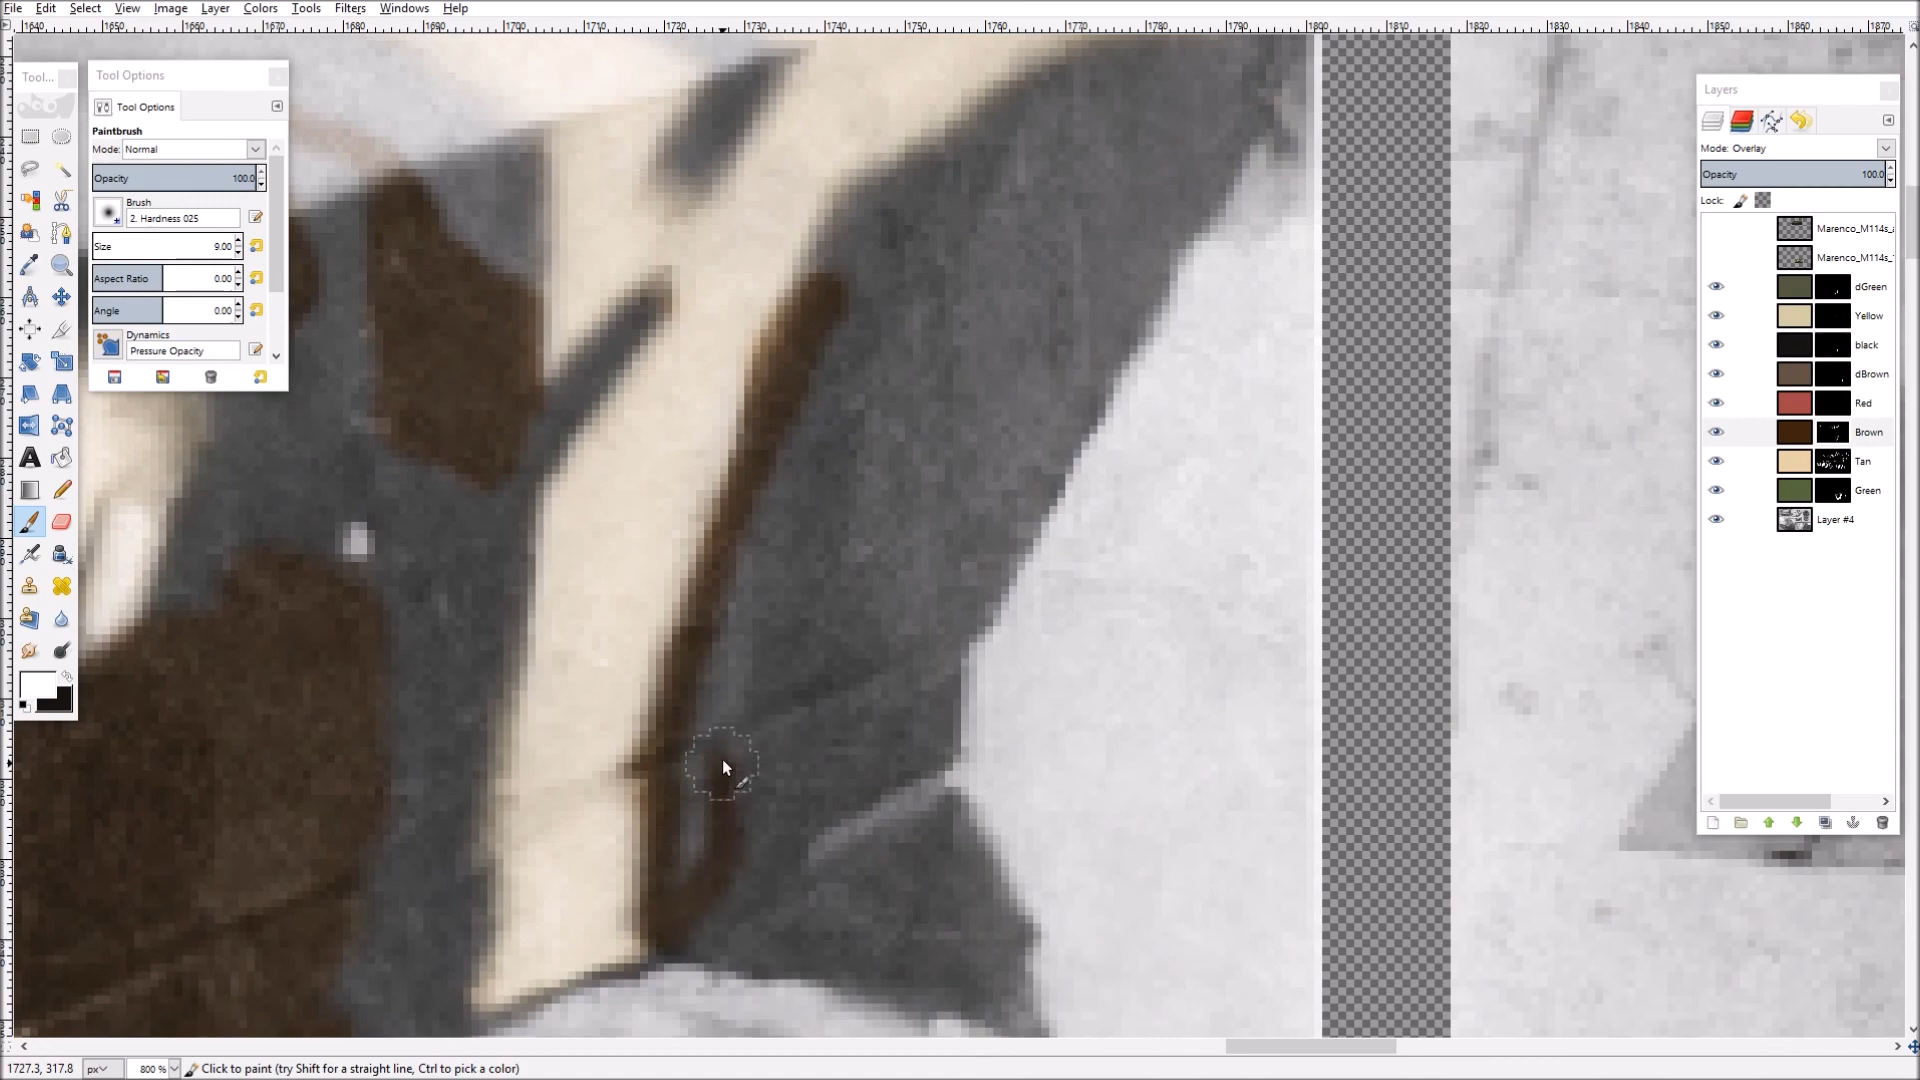 File Edit Select View Image Layer Colors Tools Filters Windows Help
1640 1650 1660 1670 1680 1690 1700 1710 1720 1730 1740 1750 1760 1770 1780 1790 1800 1810 1820 1830 1840 1850 1860 1870
Tool...
Tool Options
Tool Options
Paintbrush
Mode: Normal
Opacity 100.0
Brush
2. Hardness 025
Size 9.00
Aspect Ratio 0.00
Angle 0.00
Dynamics
Pressure Opacity
Layers
Mode: Overlay
Opacity 100.0
Lock:
Marenco_M114s_
Marenco_M114s_
dGreen
Yellow
black
dBrown
Red
Brown
Tan
Green
Layer #4
1727.3, 317.8 px 800 % Click to paint (try Shift for a straight line, Ctrl to pick a color)